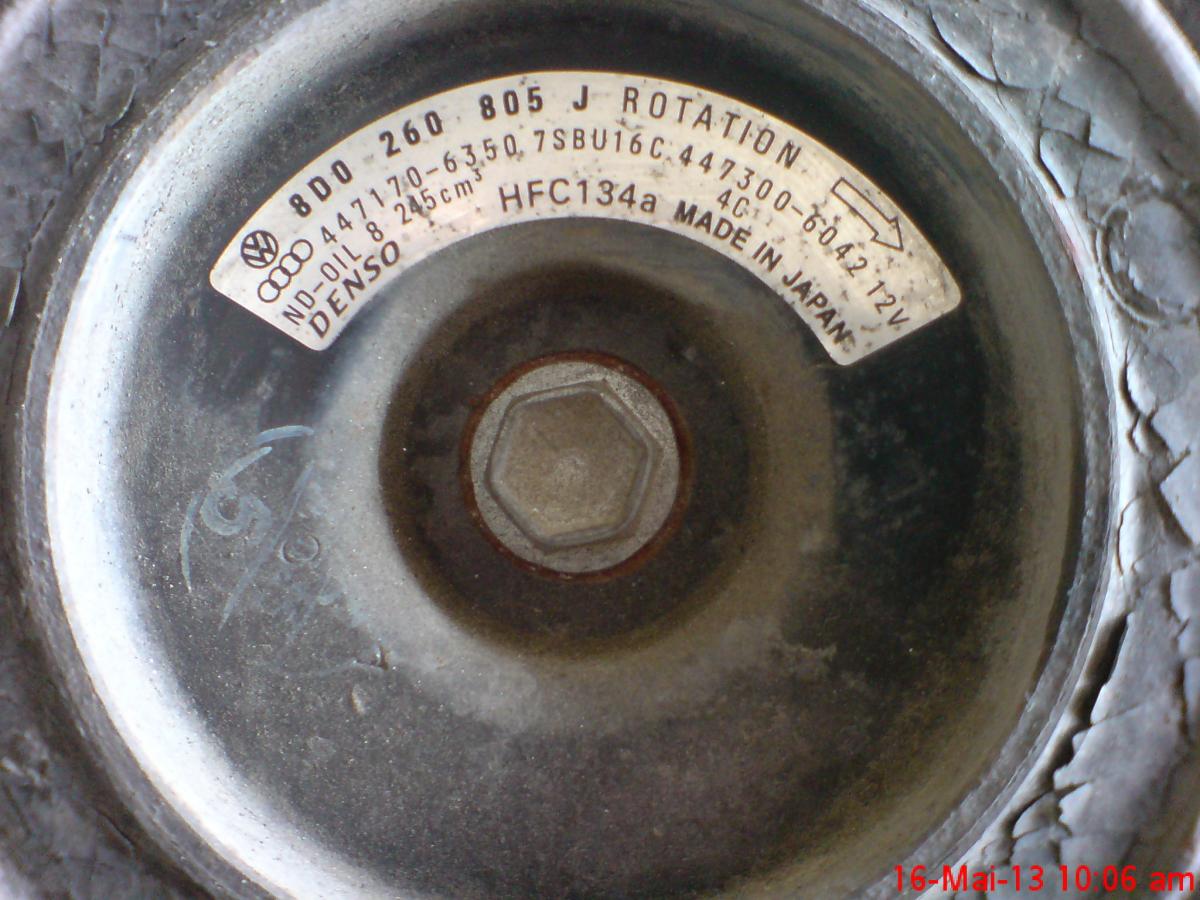 8D0 260 805 J ROTATION
447170-6350 7SBU16C 447300-6042 12V
ND-OIL 8 245cm³ HFC134a 4C
DENSO MADE IN JAPAN
16-Mai-13 10:06 am